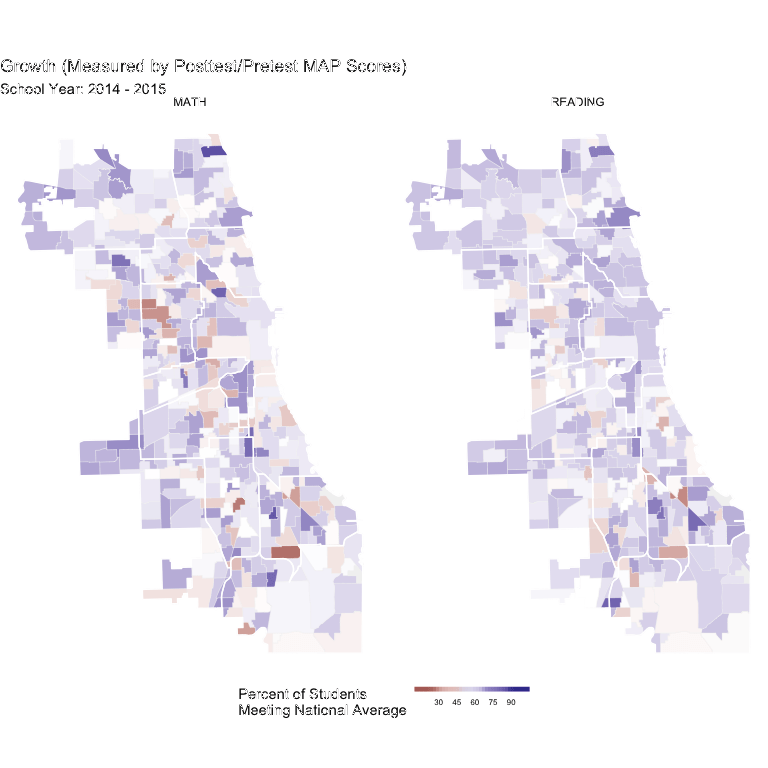 Growth (Measured by Posttest/Pretest MAP Scores)
School Year: 2014 - 2015
MATH
READING
Percent of Students
Meeting National Average
30 45 60 75 90